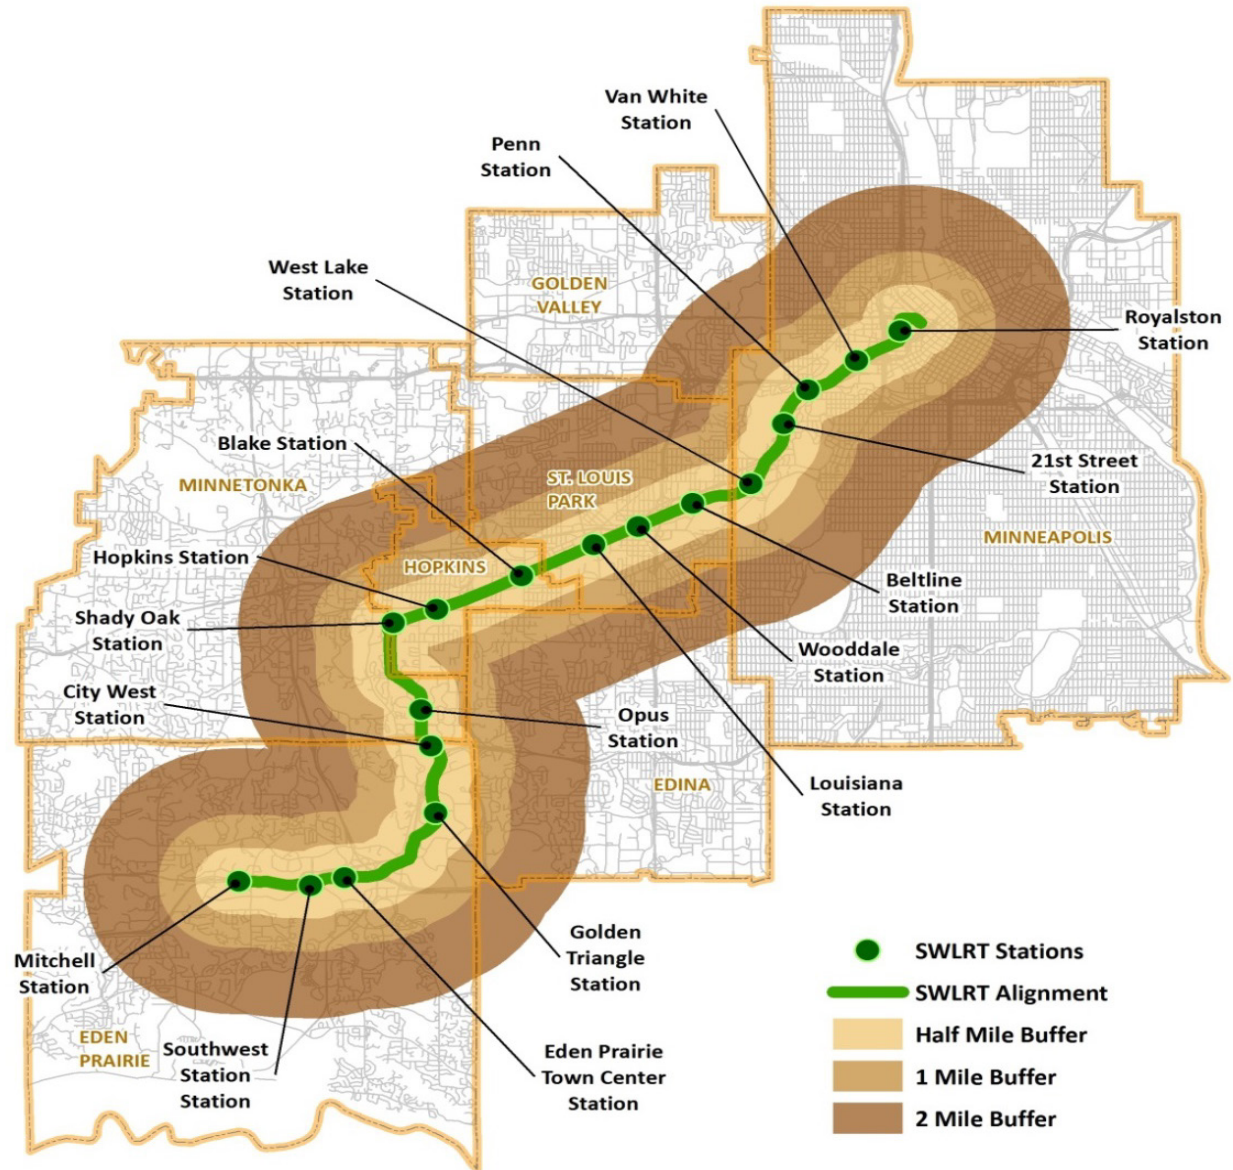 Van White
Station
Penn
Station
West Lake
Station
GOLDEN
VALLEY
Royalston
Station
Blake Station
MINNETONKA
ST. LOUIS
PARK
21st Street
Station
MINNEAPOLIS
Hopkins Station
HOPKINS
Beltline
Station
Shady Oak
Station
Wooddale
Station
City West
Station
Opus
Station
EDINA
Louisiana
Station
Golden
Triangle
Station
Mitchell
Station
EDEN
PRAIRIE
Southwest
Station
Station
Eden Prairie
Town Center
Station
SWLRT Stations
SWLRT Alignment
Half Mile Buffer
1 Mile Buffer
2 Mile Buffer